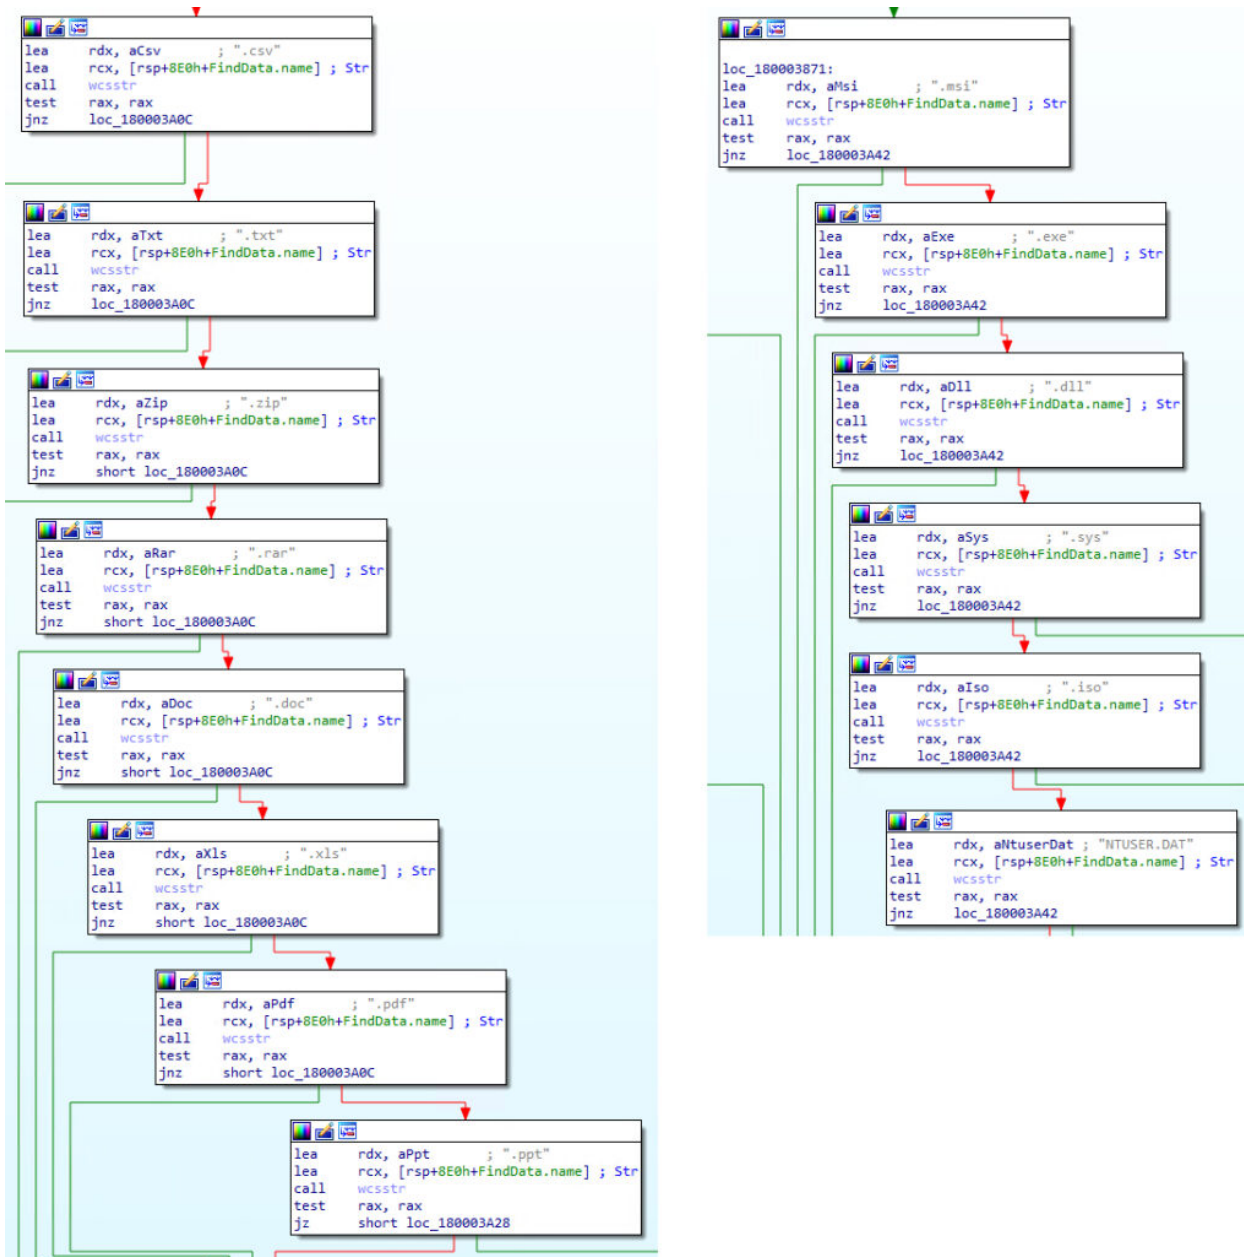 lea rdx, aCsv ; ".csv"
lea rcx, [rsp+8E0h+FindData.name] ; Str
call wcsstr
test rax, rax
jnz loc_180003A0C
lea rdx, aTxt ; ".txt"
lea rcx, [rsp+8E0h+FindData.name] ; Str
call wcsstr
test rax, rax
jnz loc_180003A0C
lea rdx, aZip ; ".zip"
lea rcx, [rsp+8E0h+FindData.name] ; Str
call wcsstr
test rax, rax
jnz short loc_180003A0C
lea rdx, aRar ; ".rar"
lea rcx, [rsp+8E0h+FindData.name] ; Str
call wcsstr
test rax, rax
jnz short loc_180003A0C
lea rdx, aDoc ; ".doc"
lea rcx, [rsp+8E0h+FindData.name] ; Str
call wcsstr
test rax, rax
jnz short loc_180003A0C
lea rdx, aXls ; ".xls"
lea rcx, [rsp+8E0h+FindData.name] ; Str
call wcsstr
test rax, rax
jnz short loc_180003A0C
lea rdx, aPdf ; ".pdf"
lea rcx, [rsp+8E0h+FindData.name] ; Str
call wcsstr
test rax, rax
jnz short loc_180003A0C
lea rdx, aPpt ; ".ppt"
lea rcx, [rsp+8E0h+FindData.name] ; Str
call wcsstr
test rax, rax
jz short loc_180003A28
loc_180003871:
lea rdx, aMsi ; ".msi"
lea rcx, [rsp+8E0h+FindData.name] ; Str
call wcsstr
test rax, rax
jnz loc_180003A42
lea rdx, aExe ; ".exe"
lea rcx, [rsp+8E0h+FindData.name] ; Str
call wcsstr
test rax, rax
jnz loc_180003A42
lea rdx, aDll ; ".dll"
lea rcx, [rsp+8E0h+FindData.name] ; Str
call wcsstr
test rax, rax
jnz loc_180003A42
lea rdx, aSys ; ".sys"
lea rcx, [rsp+8E0h+FindData.name] ; Str
call wcsstr
test rax, rax
jnz loc_180003A42
lea rdx, aIso ; ".iso"
lea rcx, [rsp+8E0h+FindData.name] ; Str
call wcsstr
test rax, rax
jnz loc_180003A42
lea rdx, aNtuserDat ; "NTUSER.DAT"
lea rcx, [rsp+8E0h+FindData.name] ; Str
call wcsstr
test rax, rax
jnz loc_180003A42